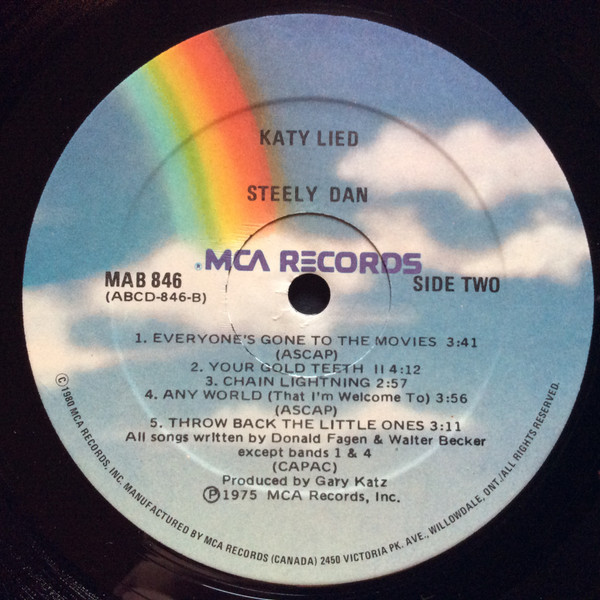 KATY LIED
STEELY DAN
MCA RECORDS
MAB 846
(ABCD-846-B)
SIDE TWO
1. EVERYONE'S GONE TO THE MOVIES 3:41
(ASCAP)
2. YOUR GOLD TEETH II 4:12
3. CHAIN LIGHTNING 2:57
4. ANY WORLD (That I'm Welcome To) 3:56
(ASCAP)
5. THROW BACK THE LITTLE ONES 3:11
All songs written by Donald Fagen & Walter Becker
except bands 1 & 4
(CAPAC)
Produced by Gary Katz
Ⓟ1975 MCA Records, Inc.
©1980 MCA RECORDS, INC. MANUFACTURED BY MCA RECORDS (CANADA) 2450 VICTORIA PK. AVE., WILLOWDALE, ONT./ALL RIGHTS RESERVED.